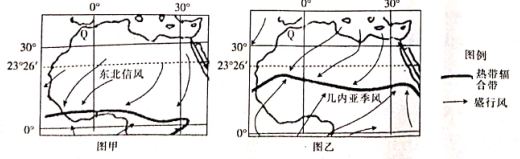 Q 0° 30°
30°
23°26′
东北信风
0°
图甲
Q 0° 30°
30°
23°26′
几内亚季风
0°
图乙
图例
热带辐
合带
盛行风